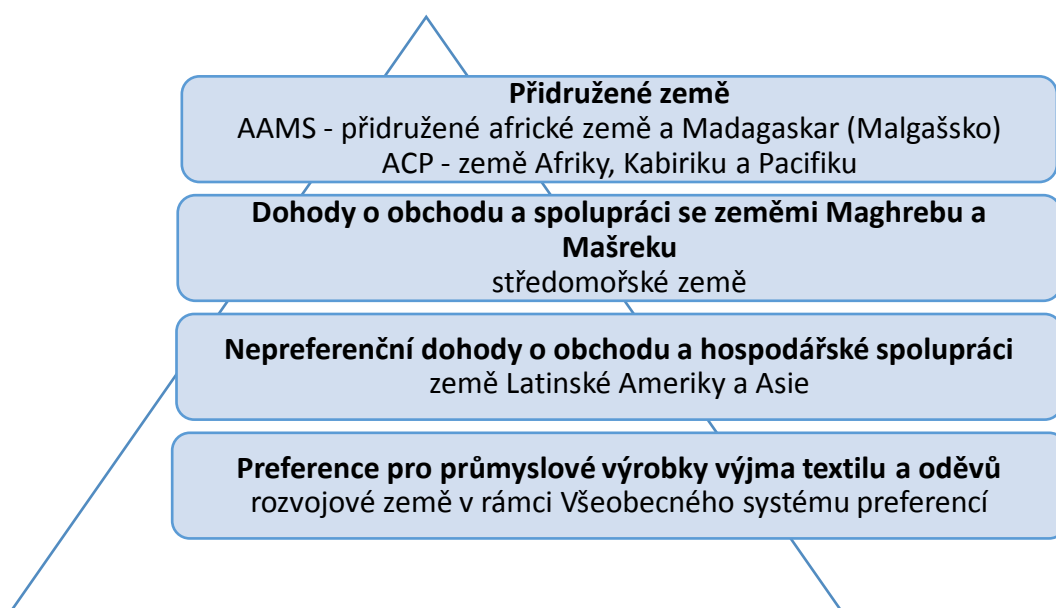 Přidružené země
AAMS - přidružené africké země a Madagaskar (Malgašsko)
ACP - země Afriky, Kabiriku a Pacifiku
Dohody o obchodu a spolupráci se zeměmi Maghrebu a
Mašreku
středomořské země
Nepreferenční dohody o obchodu a hospodářské spolupráci
země Latinské Ameriky a Asie
Preference pro průmyslové výrobky výjma textilu a oděvů
rozvojové země v rámci Všeobecného systému preferencí